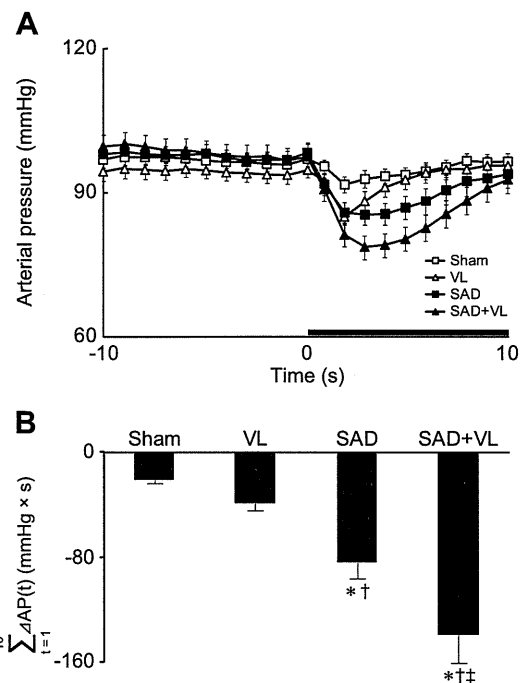 A
Arterial pressure (mmHg)
120
90
60
Sham
VL
SAD
SAD+VL
-10
0
10
Time (s)
B
Sham
VL
SAD
SAD+VL
0
-80
-160
∑ΔAP(t) (mmHg × s)
t = 1
*†
*†‡